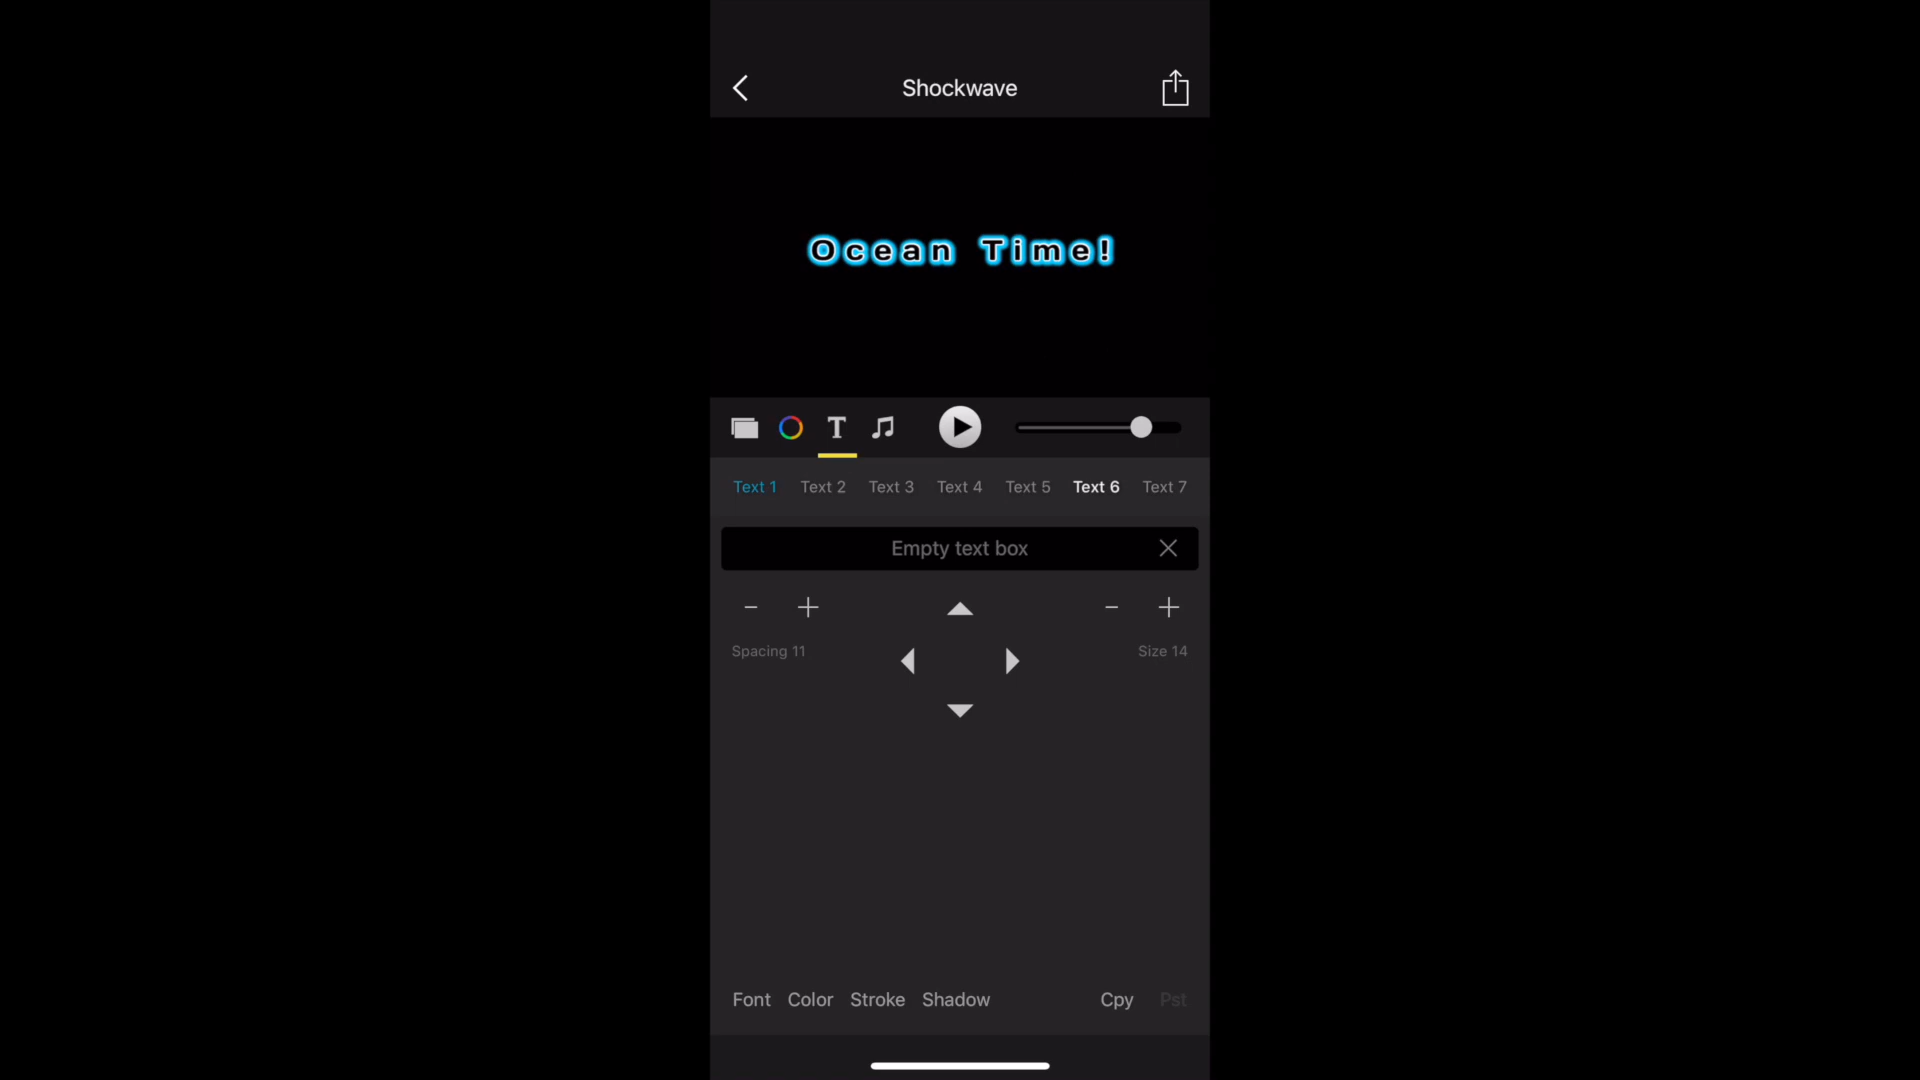 Shockwave
Ocean Time!
T
Text 1 Text 2 Text 3 Text 4 Text 5 Text 6 Text 7
Empty text box
Spacing 11
Size 14
Font Color Stroke Shadow Cpy Pst